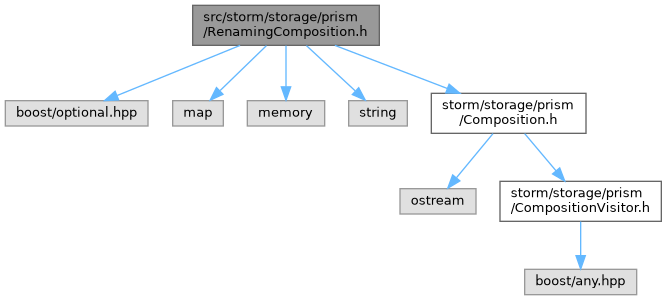 src/storm/storage/prism
/RenamingComposition.h
boost/optional.hpp
map
memory
string
storm/storage/prism
/Composition.h
ostream
storm/storage/prism
/CompositionVisitor.h
boost/any.hpp